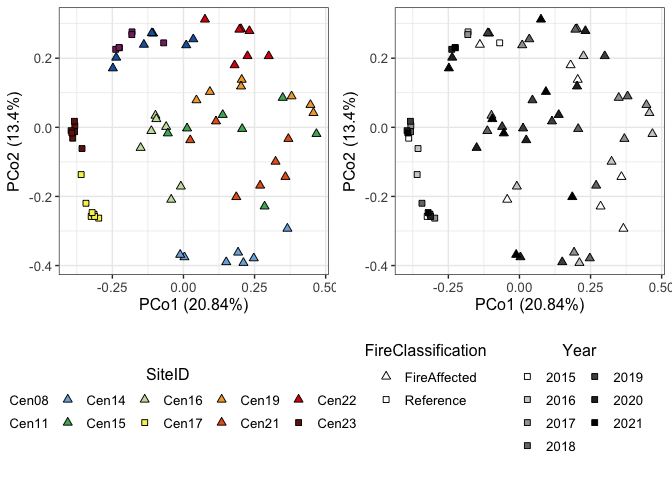 0.2
0.0
-0.2
-0.4
PCo2 (13.4%)
-0.25
0.00
0.25
0.50
PCo1 (20.84%)
0.2
0.0
-0.2
-0.4
PCo2 (13.4%)
-0.25
0.00
0.25
0.50
PCo1 (20.84%)
SiteID
Cen08 Cen14 Cen16 Cen19 Cen22
Cen11 Cen15 Cen17 Cen21 Cen23
FireClassification
FireAffected
Reference
Year
2015 2019
2016 2020
2017 2021
2018